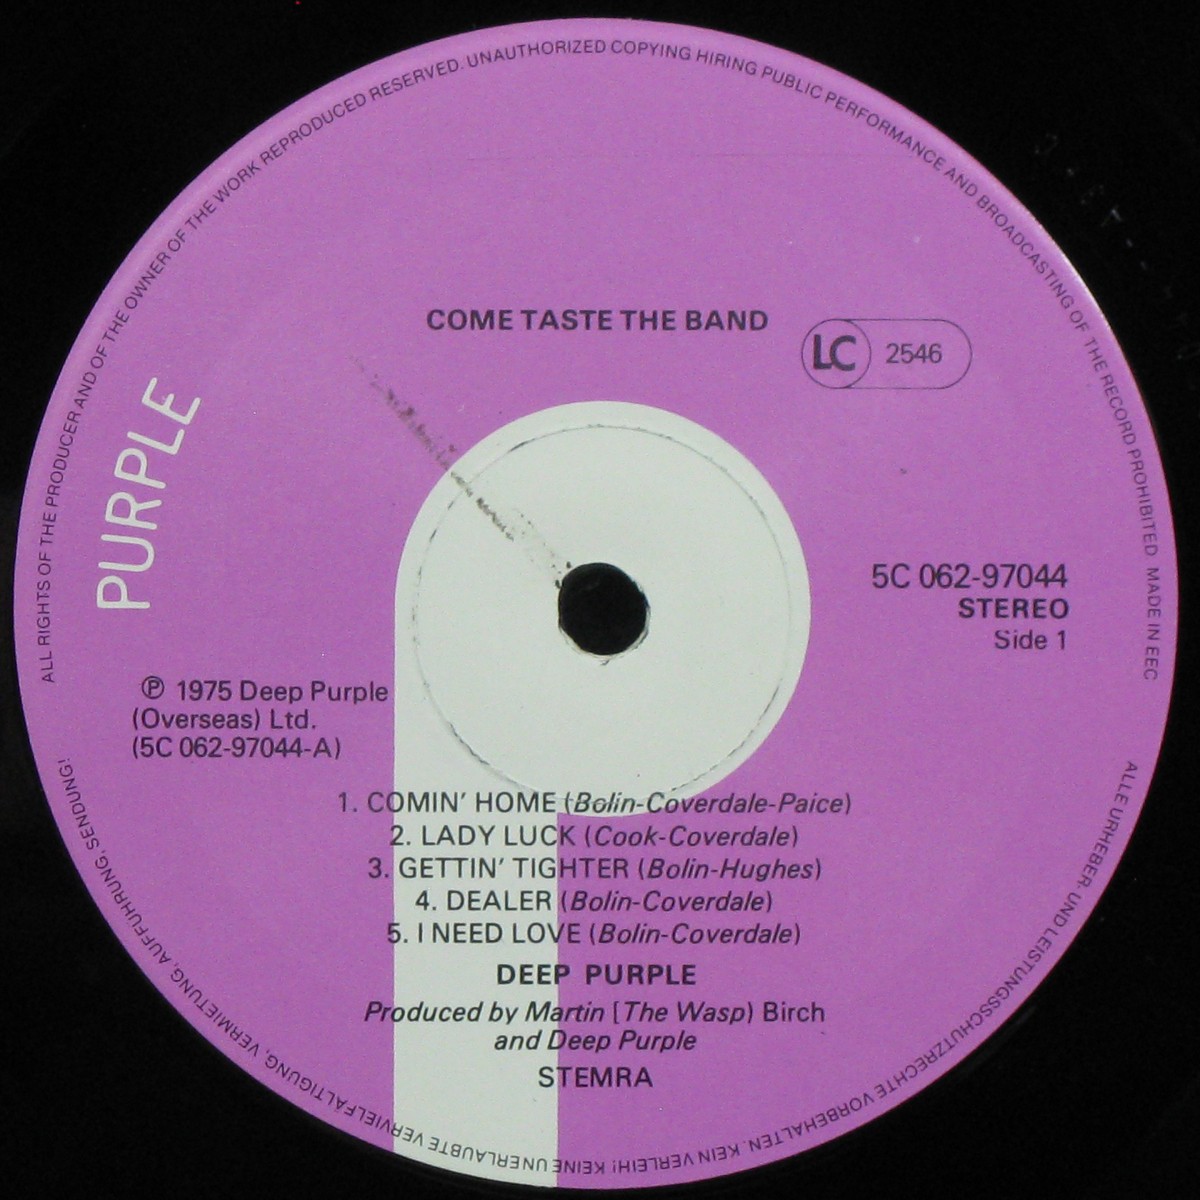 ALL RIGHTS OF THE PRODUCER AND OF THE OWNER OF THE WORK REPRODUCED RESERVED. UNAUTHORIZED COPYING HIRING PUBLIC PERFORMANCE AND BROADCASTING OF THE RECORD PROHIBITED MADE IN EEC
COME TASTE THE BAND
LC 2546
PURPLE
5C 062-97044
STEREO
Side 1
℗ 1975 Deep Purple
(Overseas) Ltd.
(5C 062-97044-A)
1. COMIN' HOME (Bolin-Coverdale-Paice)
2. LADY LUCK (Cook-Coverdale)
3. GETTIN' TIGHTER (Bolin-Hughes)
4. DEALER (Bolin-Coverdale)
5. I NEED LOVE (Bolin-Coverdale)
DEEP PURPLE
Produced by Martin [The Wasp) Birch
and Deep Purple
STEMRA
ALLE URHEBER- UND LEISTUNGSSCHUTZRECHTE VORBEHALTEN. KEIN VERLEIH! KEINE UNERLAUBTE VERVIELFÄLTIGUNG, VERMIETUNG, AUFFÜHRUNG, SENDUNG!